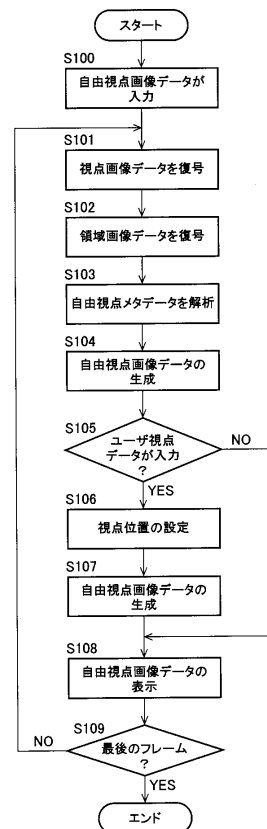 スタート
S100
自由視点画像データが
入力
S101
視点画像データを復号
S102
領域画像データを復号
S103
自由視点メタデータを解析
S104
自由視点画像データの
生成
S105
ユーザ視点
データが入力
?
NO
YES
S106
視点位置の設定
S107
自由視点画像データの
生成
S108
自由視点画像データの
表示
S109
最後のフレーム
?
NO
YES
エンド